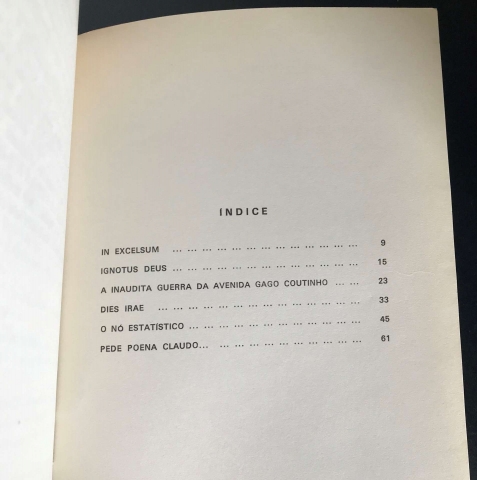 ÍNDICE
IN EXCELSUM ... ... ... ... ... ... ... ... ... ... ... ... ... 9
IGNOTUS DEUS ... ... ... ... ... ... ... ... ... ... ... ... ... 15
A INAUDITA GUERRA DA AVENIDA GAGO COUTINHO ... ... 23
DIES IRAE ... ... ... ... ... ... ... ... ... ... ... ... ... ... 33
O NÓ ESTATÍSTICO ... ... ... ... ... ... ... ... ... ... ... ... 45
PEDE POENA CLAUDO... ... ... ... ... ... ... ... ... ... ... 61